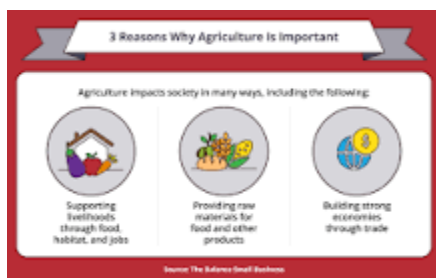 3 Reasons Why Agriculture Is Important
Agriculture impacts society in many ways, including the following:
Supporting
livelihoods
through food,
habitat, and jobs
Providing raw
materials for
food and other
products
Building strong
economies
through trade
Source: The Balance Small Business